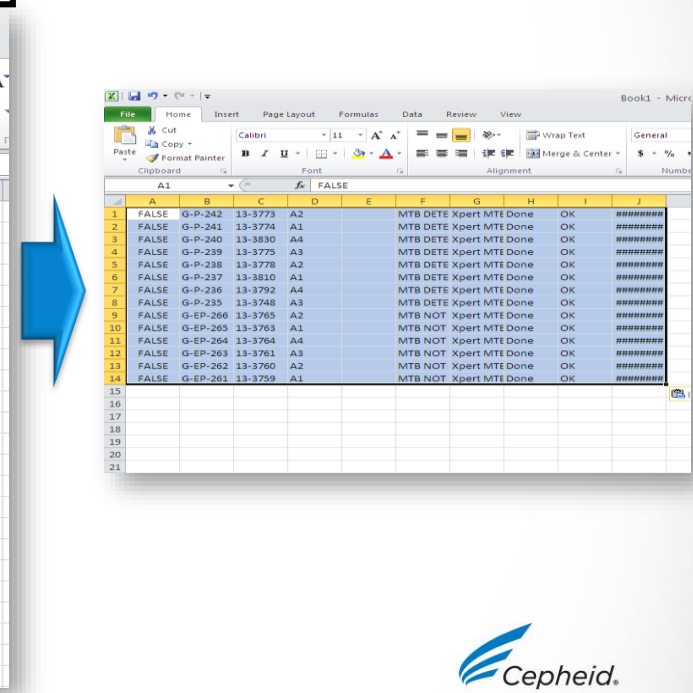 Book1 - Micro
File Home Insert Page Layout Formulas Data Review View
Cut
Copy
Paste
Format Painter
Calibri 11 A A
Wrap Text
General
B I U A
Merge & Center
$ %
Clipboard Font Alignment Numbe
A1 fx FALSE
A B C D E F G H I J
1 FALSE G-P-242 13-3773 A2 MTB DETE Xpert MTE Done OK ########
2 FALSE G-P-241 13-3774 A1 MTB DETE Xpert MTE Done OK ########
3 FALSE G-P-240 13-3830 A4 MTB DETE Xpert MTE Done OK ########
4 FALSE G-P-239 13-3775 A3 MTB DETE Xpert MTE Done OK ########
5 FALSE G-P-238 13-3778 A2 MTB DETE Xpert MTE Done OK ########
6 FALSE G-P-237 13-3810 A1 MTB DETE Xpert MTE Done OK ########
7 FALSE G-P-236 13-3792 A4 MTB DETE Xpert MTE Done OK ########
8 FALSE G-P-235 13-3748 A3 MTB DETE Xpert MTE Done OK ########
9 FALSE G-EP-266 13-3765 A2 MTB NOT Xpert MTE Done OK ########
10 FALSE G-EP-265 13-3763 A1 MTB NOT Xpert MTE Done OK ########
11 FALSE G-EP-264 13-3764 A4 MTB NOT Xpert MTE Done OK ########
12 FALSE G-EP-263 13-3761 A3 MTB NOT Xpert MTE Done OK ########
13 FALSE G-EP-262 13-3760 A2 MTB NOT Xpert MTE Done OK ########
14 FALSE G-EP-261 13-3759 A1 MTB NOT Xpert MTE Done OK ########
15
16
17
18
19
20
21
Cepheid.